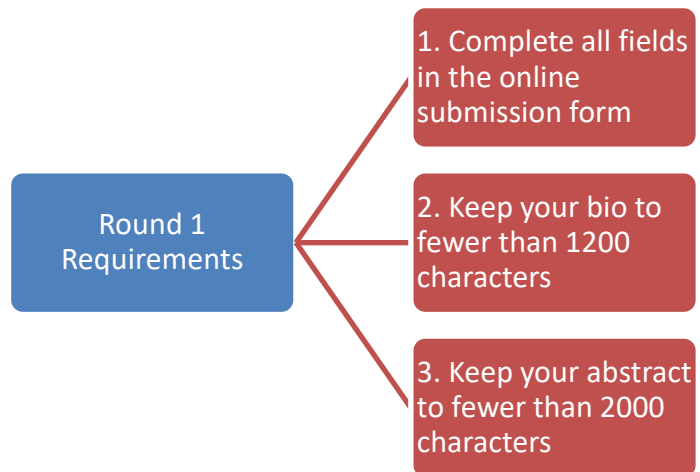 Round 1
Requirements
1. Complete all fields
in the online
submission form
2. Keep your bio to
fewer than 1200
characters
3. Keep your abstract
to fewer than 2000
characters